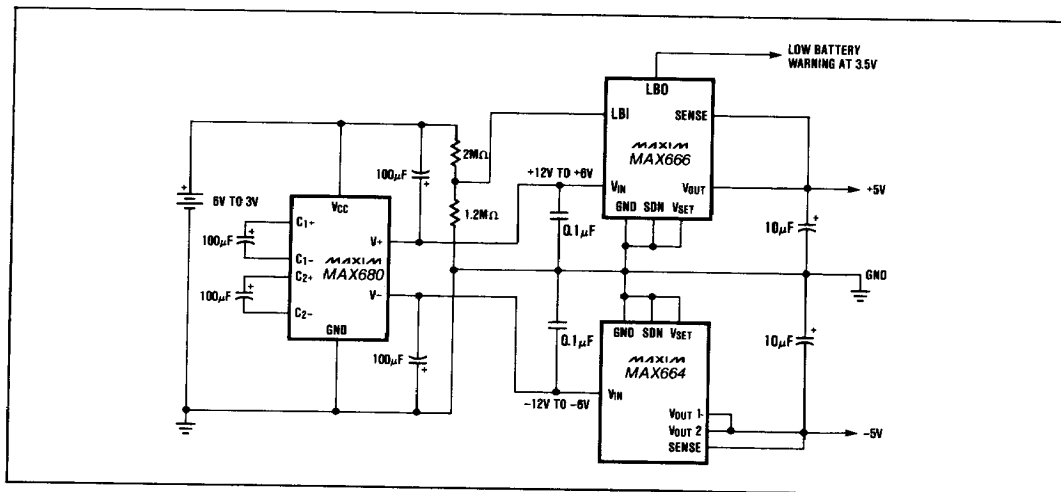 LOW BATTERY
WARNING AT 3.5V
LBO
LBI
SENSE
MAXIM
MAX666
2MΩ
100µF
+12V TO +6V
VIN
VOUT
+5V
6V TO 3V
VCC
1.2MΩ
GND SDN VSET
C1+
0.1µF
10µF
100µF
V+
C1-
MAXIM
MAX680
C2+
GND
100µF
V-
C2-
GND SDN VSET
GND
0.1µF
10µF
100µF
MAXIM
MAX664
VIN
-12V TO -6V
VOUT 1
VOUT 2
-5V
SENSE